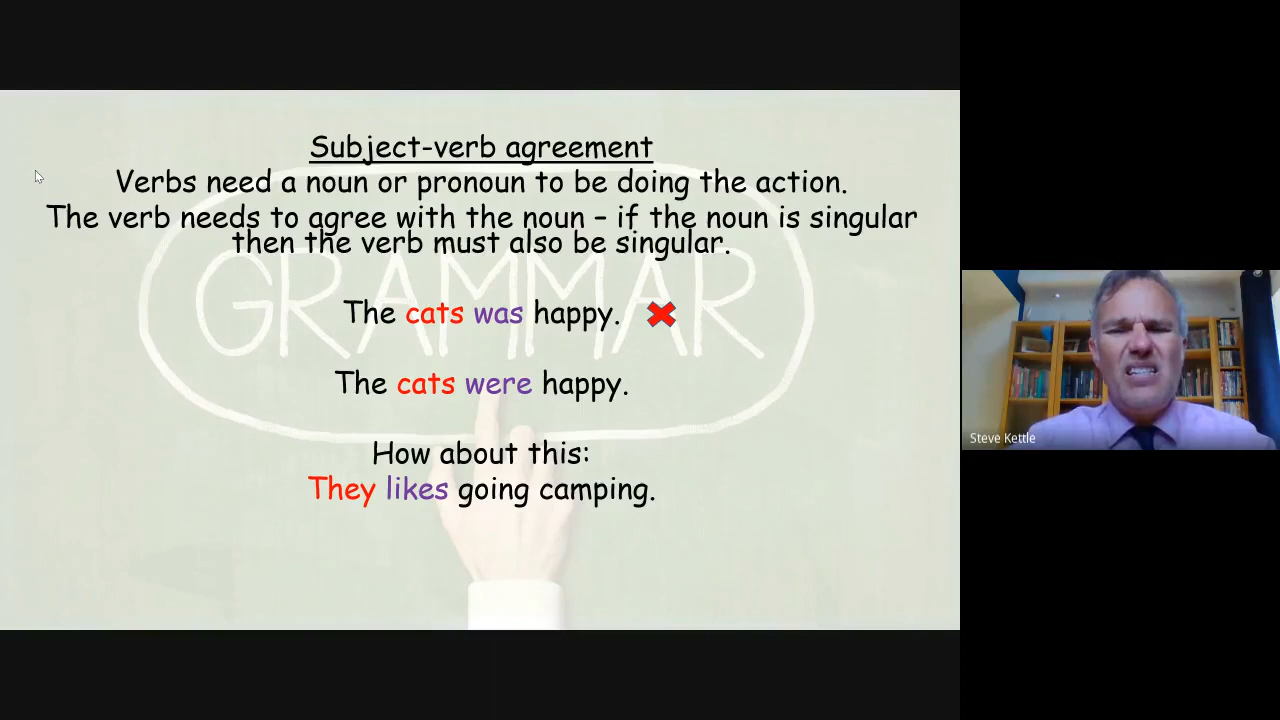 Subject-verb agreement
Verbs need a noun or pronoun to be doing the action.
The verb needs to agree with the noun – if the noun is singular
then the verb must also be singular.
GRAMMAR
The cats was happy.
The cats were happy.
How about this:
They likes going camping.
Steve Kettle